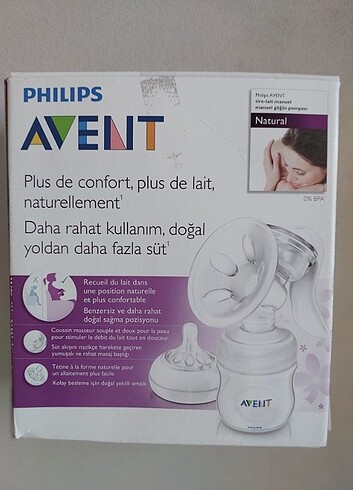 PHILIPS
AVENT
Philips AVENT
tire-lait manuel
manuel göğüs pompası
Natural
0% BPA*
Plus de confort, plus de lait,
naturellement¹
Daha rahat kullanım, doğal
yoldan daha fazla süt¹
Recueil du lait dans
une position naturelle
et plus confortable
Benzersiz ve daha rahat
doğal sağma pozisyonu
Coussin masseur souple et doux pour la peau
pour stimuler le débit du lait tout en douceur
Süt akışını nazikçe harekete geçiren
yumuşak ve rahat masaj başlığı
Tétine à la forme naturelle pour
un allaitement plus facile
Kolay besleme için doğal şekilli emzik
AVENT